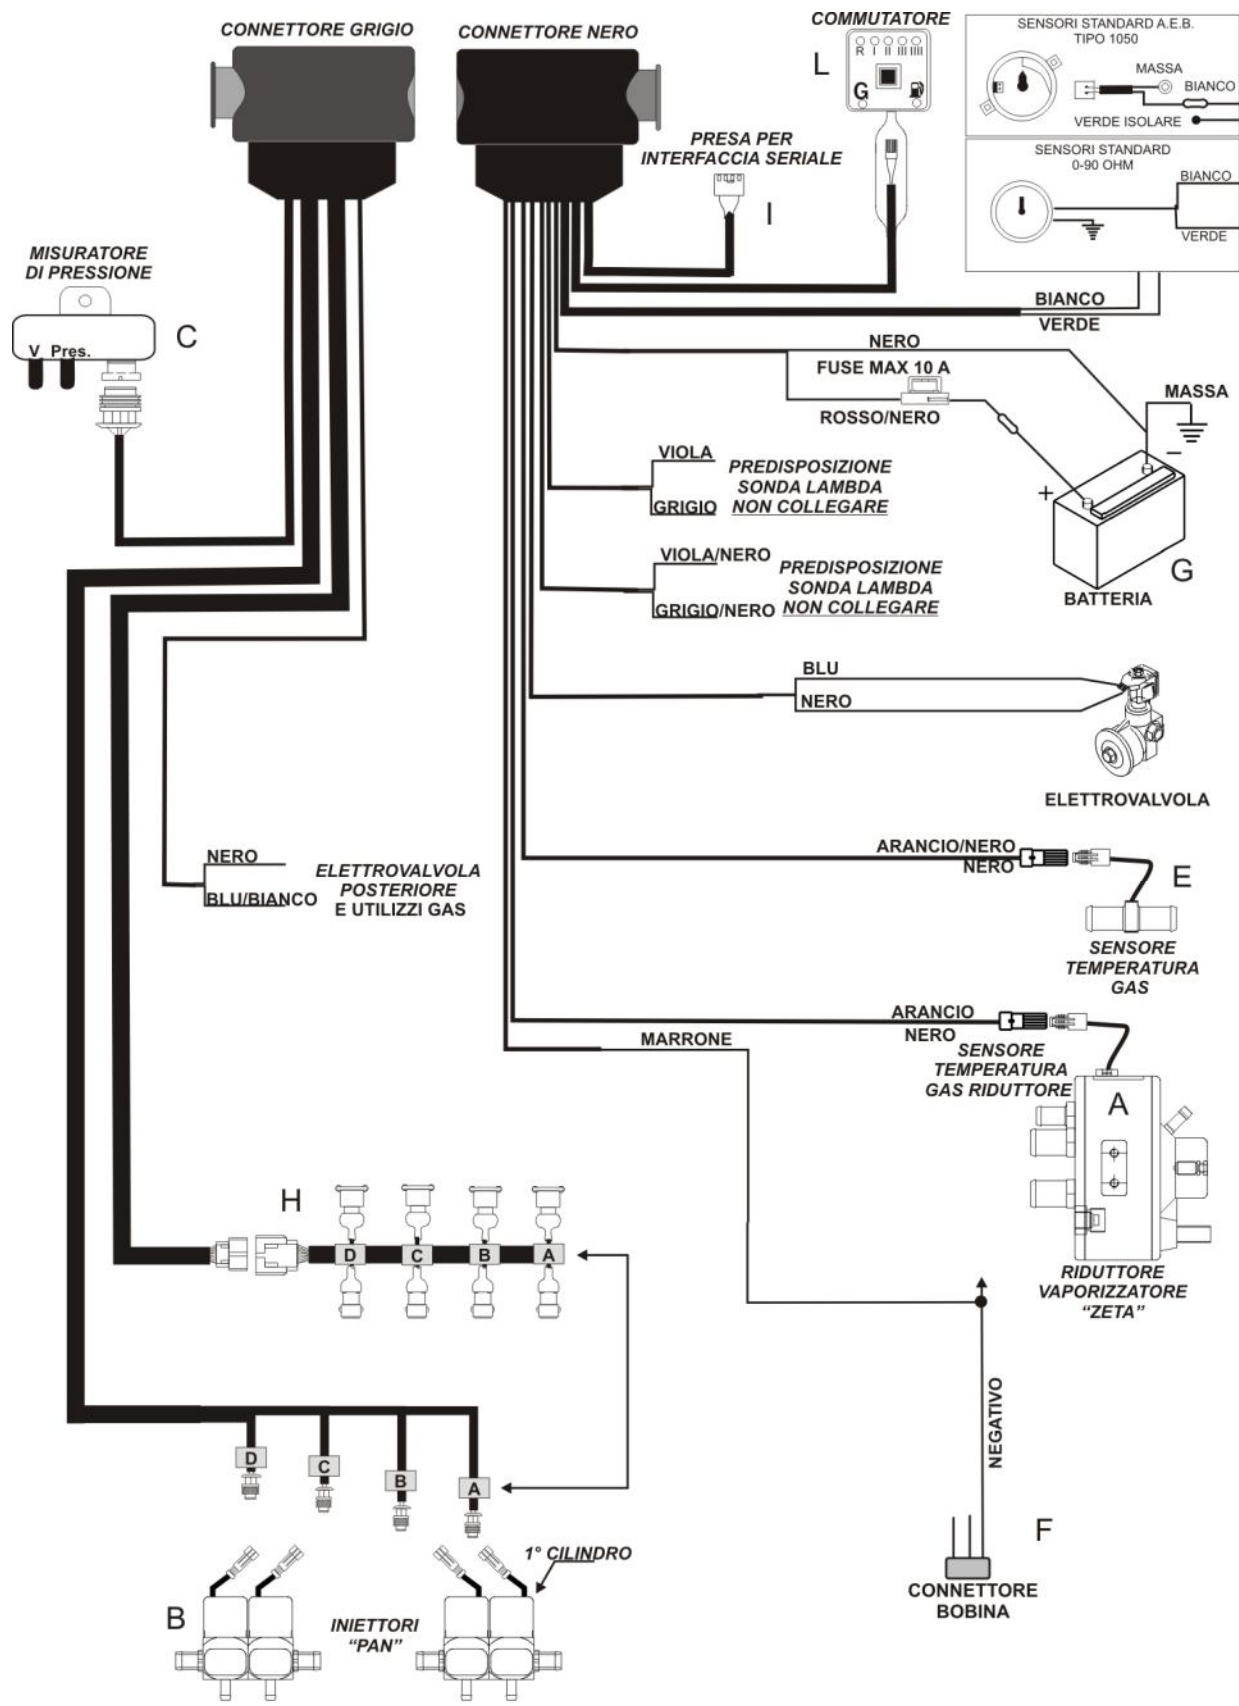 CONNETTORE GRIGIO
CONNETTORE NERO
COMMUTATORE
L
R I II III IIII
G
SENSORI STANDARD A.E.B.
TIPO 1050
MASSA
BIANCO
VERDE ISOLARE
SENSORI STANDARD
0-90 OHM
BIANCO
VERDE
PRESA PER
INTERFACCIA SERIALE
I
MISURATORE
DI PRESSIONE
V Pres.
C
BIANCO
VERDE
NERO
FUSE MAX 10 A
ROSSO/NERO
MASSA
–
+
G
BATTERIA
VIOLA
GRIGIO
PREDISPOSIZIONE
SONDA LAMBDA
NON COLLEGARE
VIOLA/NERO
GRIGIO/NERO
PREDISPOSIZIONE
SONDA LAMBDA
NON COLLEGARE
BLU
NERO
ELETTROVALVOLA
NERO
BLU/BIANCO
ELETTROVALVOLA
POSTERIORE
E UTILIZZI GAS
ARANCIO/NERO
NERO
E
SENSORE
TEMPERATURA
GAS
ARANCIO
NERO
MARRONE
SENSORE
TEMPERATURA
GAS RIDUTTORE
A
RIDUTTORE
VAPORIZZATORE
“ZETA”
H
D C B A
NEGATIVO
D
C
B
A
F
CONNETTORE
BOBINA
1° CILINDRO
B
INIETTORI
“PAN”